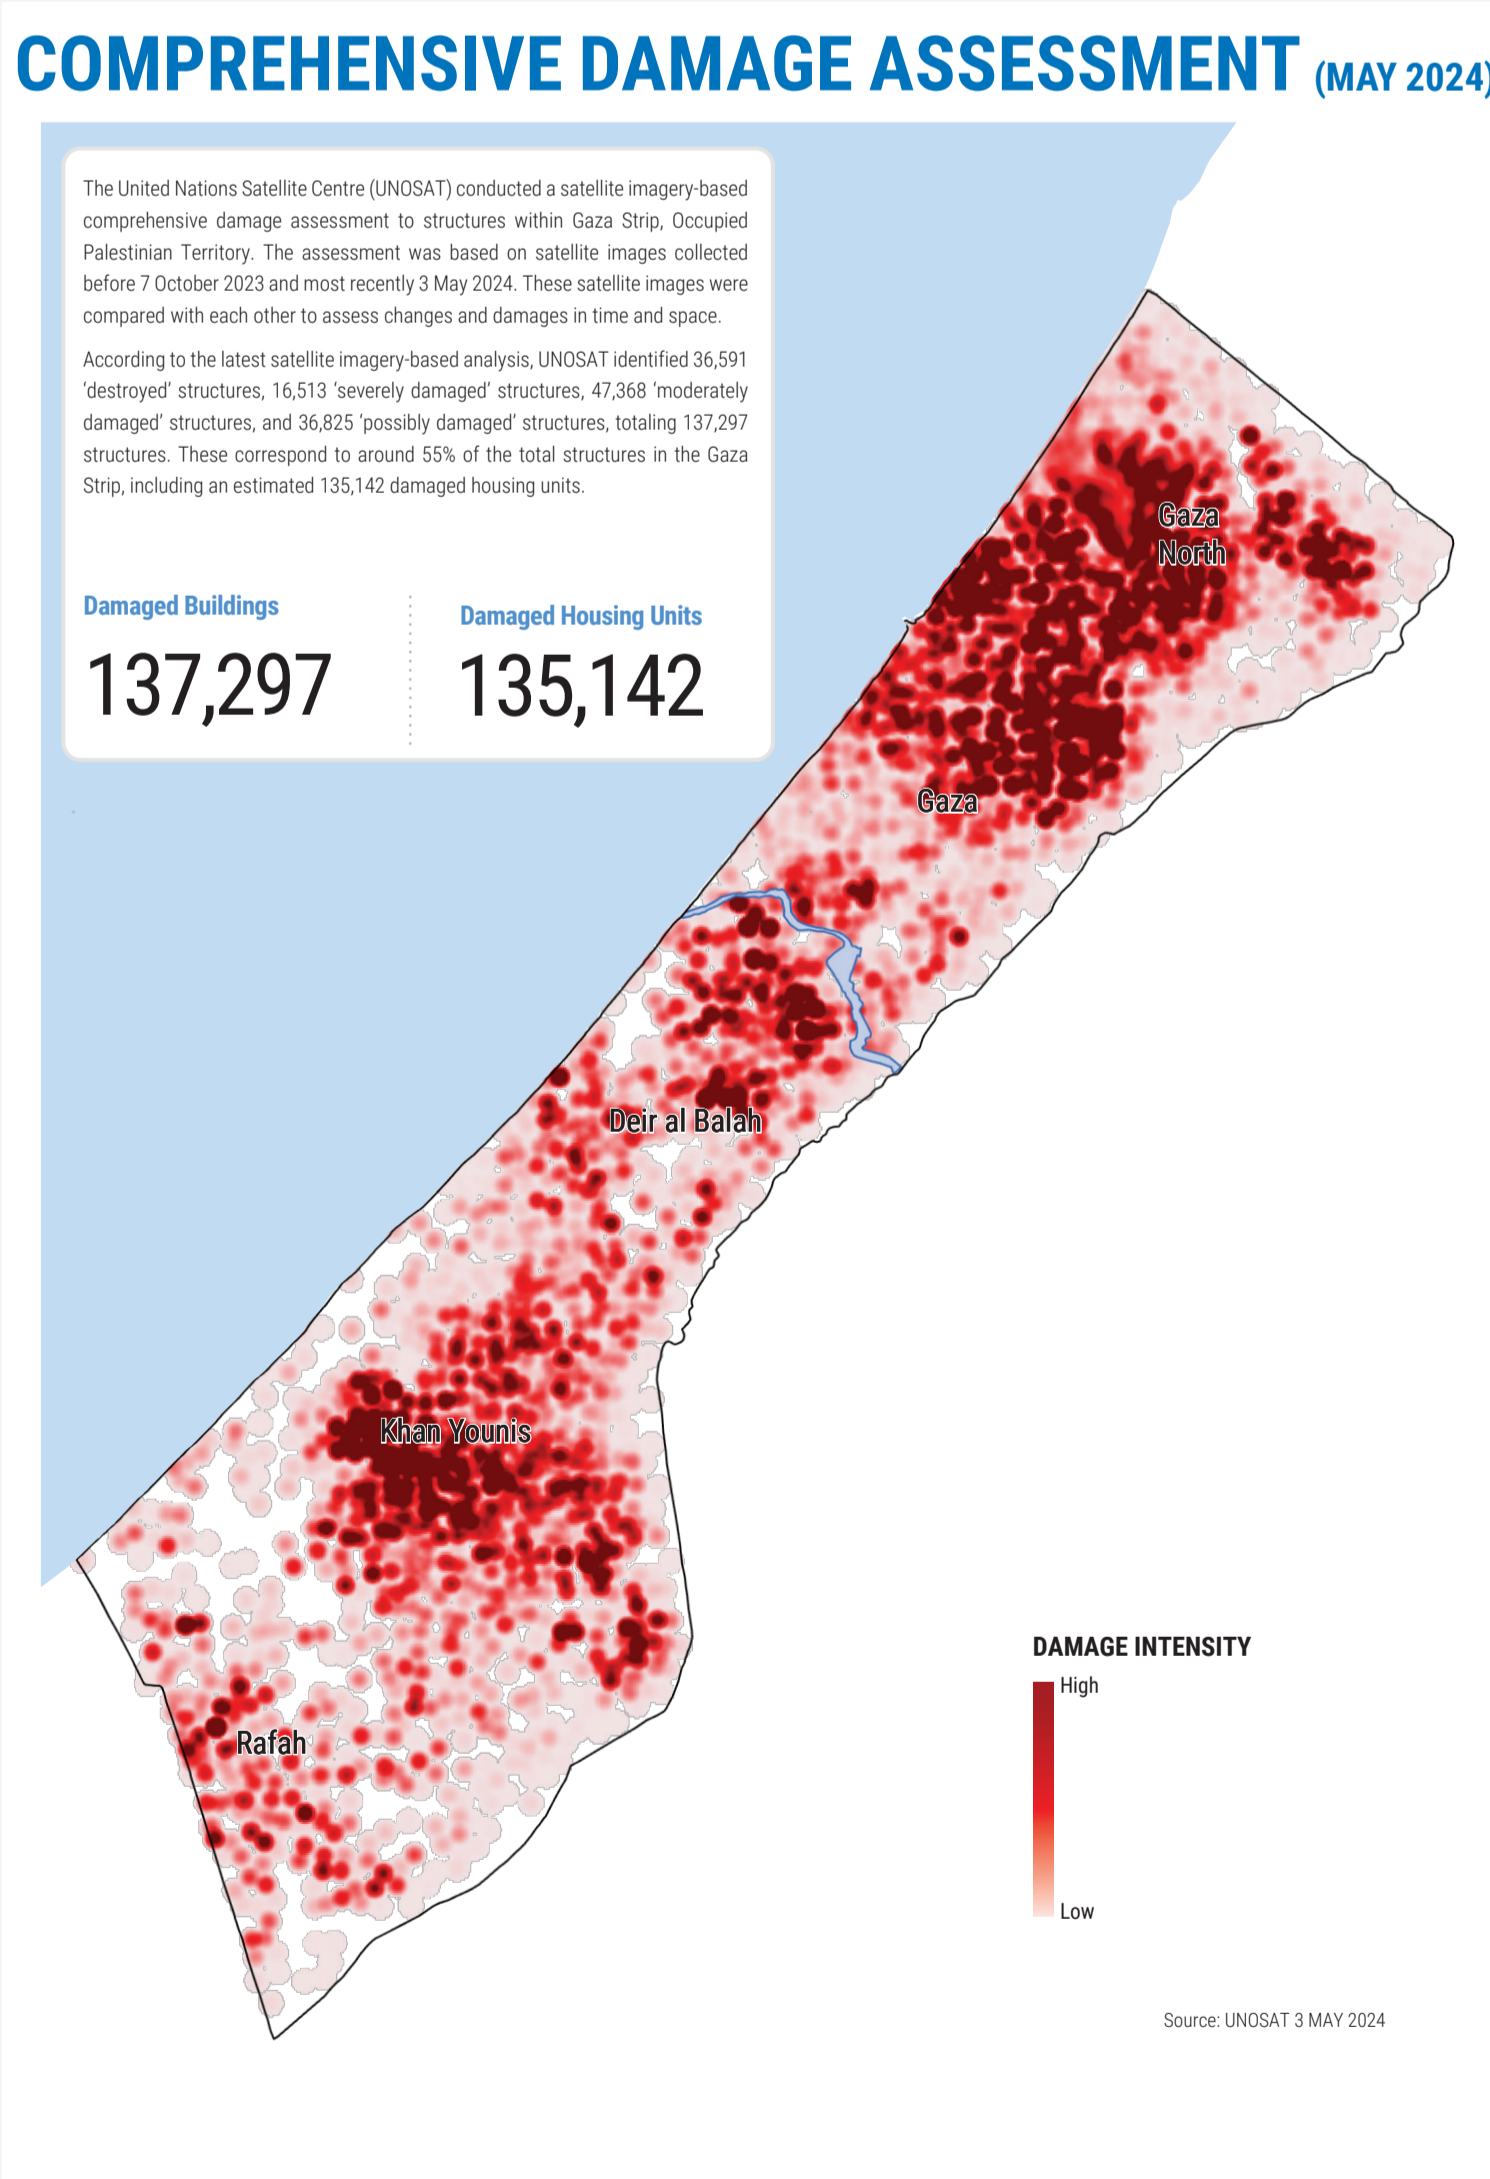 COMPREHENSIVE DAMAGE ASSESSMENT (MAY 2024)
The United Nations Satellite Centre (UNOSAT) conducted a satellite imagery-based
comprehensive damage assessment to structures within Gaza Strip, Occupied
Palestinian Territory. The assessment was based on satellite images collected
before 7 October 2023 and most recently 3 May 2024. These satellite images were
compared with each other to assess changes and damages in time and space.
According to the latest satellite imagery-based analysis, UNOSAT identified 36,591
‘destroyed’ structures, 16,513 ‘severely damaged’ structures, 47,368 ‘moderately
damaged’ structures, and 36,825 ‘possibly damaged’ structures, totaling 137,297
structures. These correspond to around 55% of the total structures in the Gaza
Strip, including an estimated 135,142 damaged housing units.
Damaged Buildings
137,297
Damaged Housing Units
135,142
Gaza
North
Gaza
Deir al Balah
Khan Younis
Rafah
DAMAGE INTENSITY
High
Low
Source: UNOSAT 3 MAY 2024